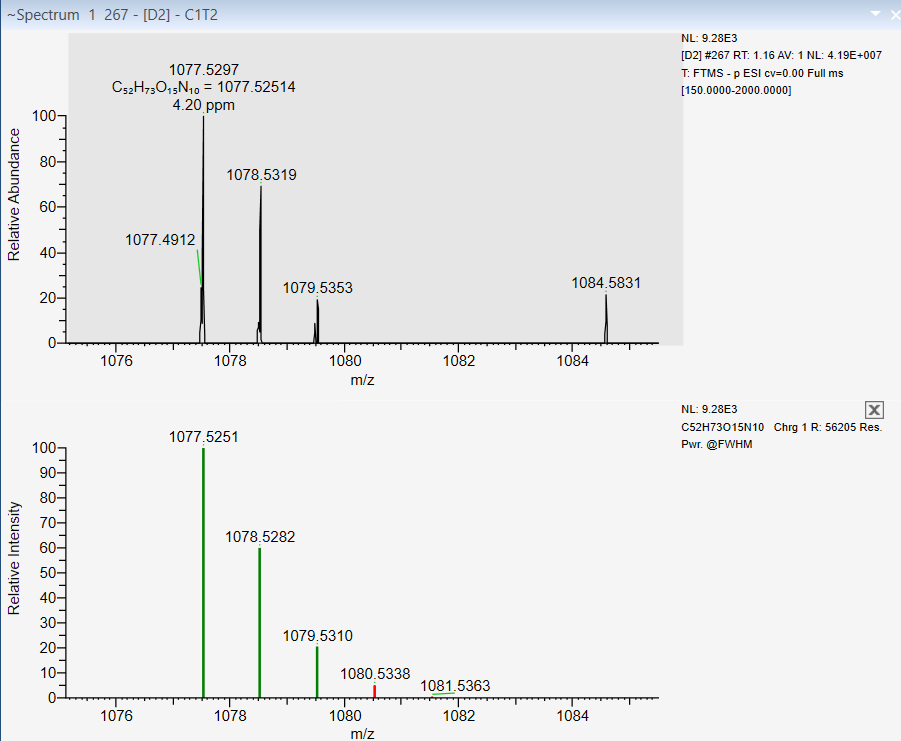 ~Spectrum 1 267 - [D2] - C1T2
NL: 9.28E3
[D2] #267 RT: 1.16 AV: 1 NL: 4.19E+007
T: FTMS - p ESI cv=0.00 Full ms
[150.0000-2000.0000]
1077.5297
C₅₂H₇₃O₁₅N₁₀ = 1077.52514
4.20 ppm
1078.5319
1077.4912
1079.5353
1084.5831
Relative Abundance
100
80
60
40
20
0
1076 1078 1080 1082 1084
m/z
NL: 9.28E3
C52H73O15N10 Chrg 1 R: 56205 Res.
Pwr. @FWHM
X
1077.5251
1078.5282
1079.5310
1080.5338
1081.5363
Relative Intensity
100
90
80
70
60
50
40
30
20
10
0
1076 1078 1080 1082 1084
m/z